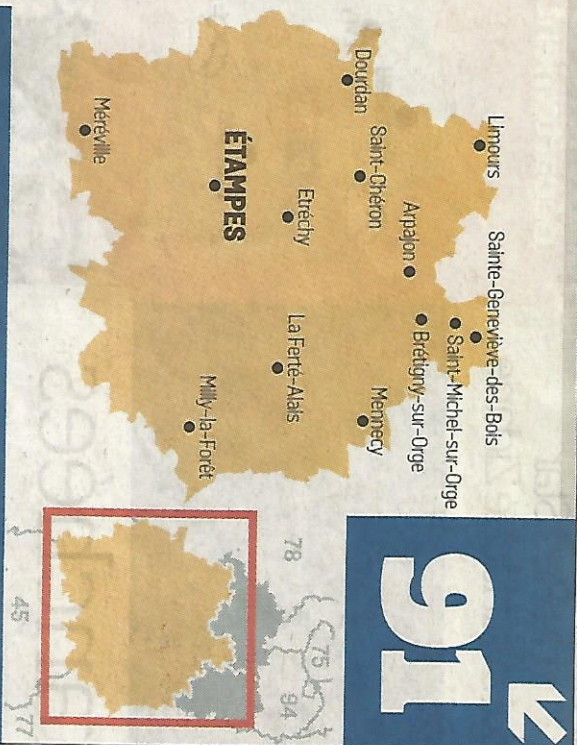 91
Limours
Sainte-Geneviève-des-Bois
Saint-Michel-sur-Orge
Brétigny-sur-Orge
Arpajon
Dourdan
Saint-Chéron
Mennecy
Etréchy
La Ferté-Alais
ÉTAMPES
Milly-la-Forêt
Méréville
78
75
94
45
77